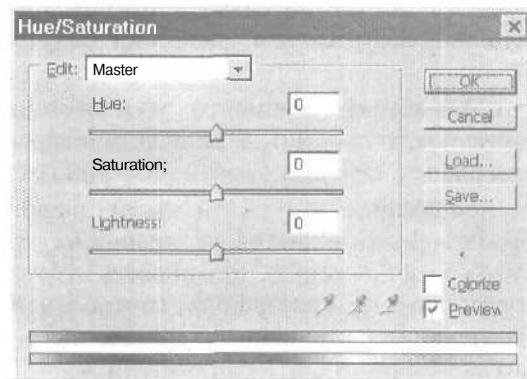 Hue/Saturation
Edit: Master
Hue: 0
Saturation; 0
Lightness: 0
OK
Cancel
Load...
Save...
Colorize
Preview